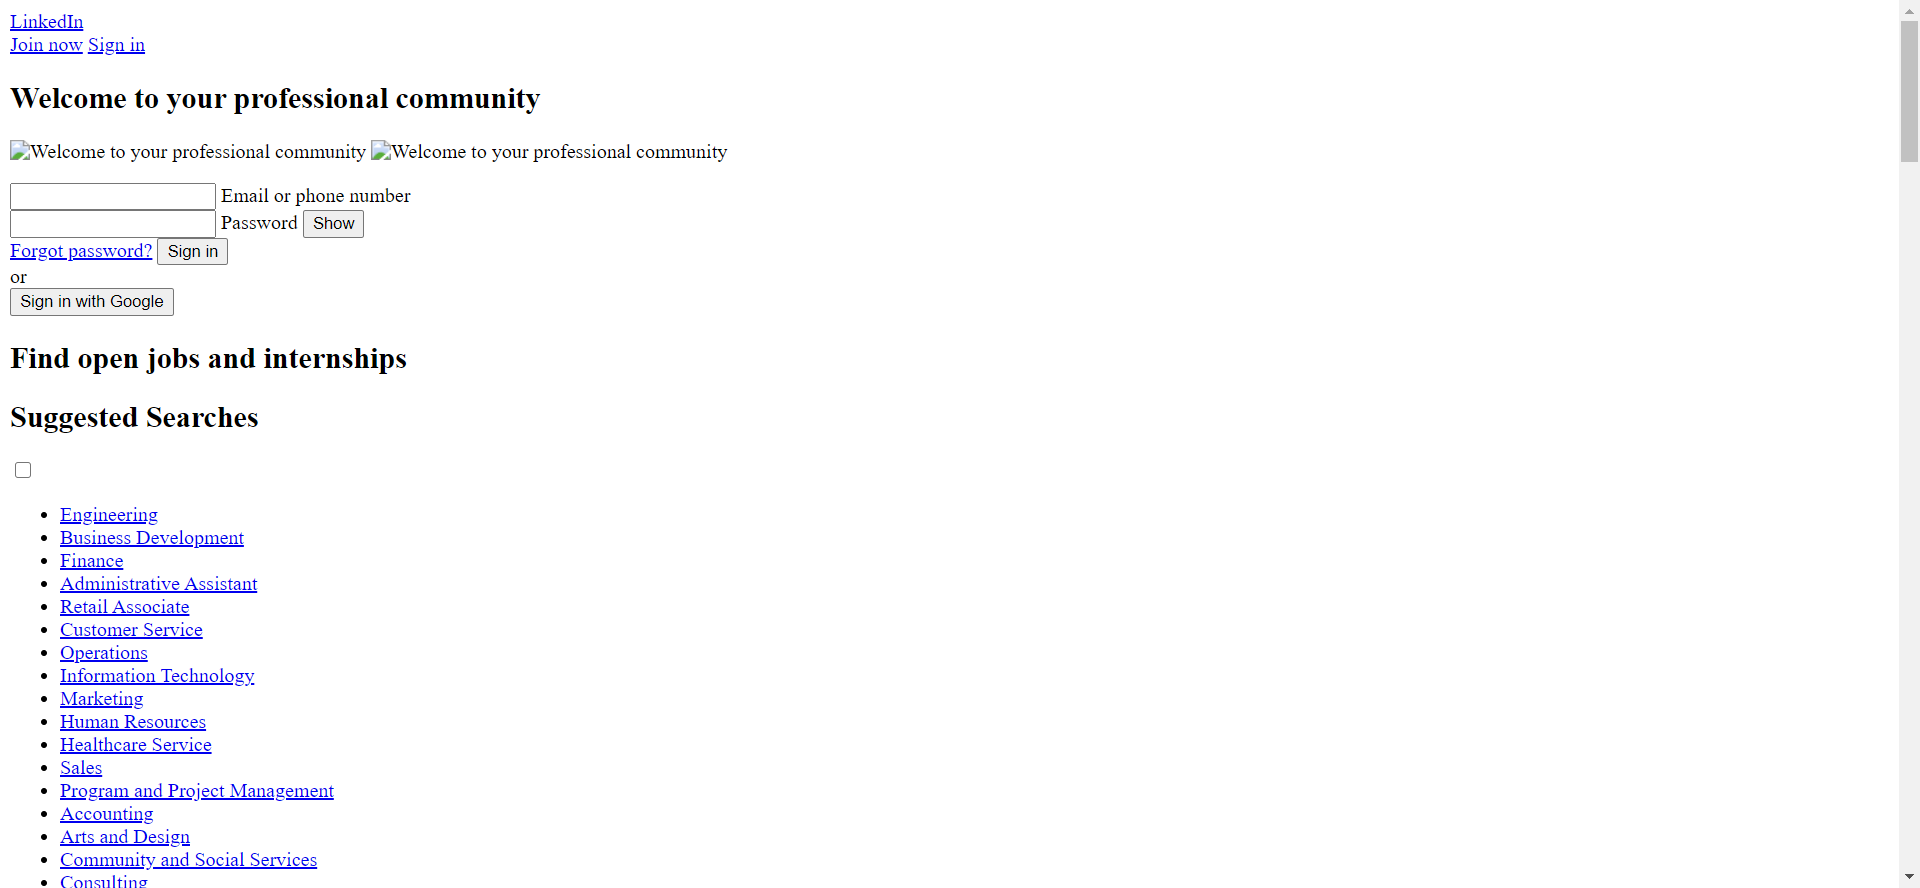 LinkedIn
Join now Sign in
Welcome to your professional community
Welcome to your professional community Welcome to your professional community
Email or phone number
Password Show
Forgot password? Sign in
or
Sign in with Google
Find open jobs and internships
Suggested Searches
Engineering
Business Development
Finance
Administrative Assistant
Retail Associate
Customer Service
Operations
Information Technology
Marketing
Human Resources
Healthcare Service
Sales
Program and Project Management
Accounting
Arts and Design
Community and Social Services
Consulting